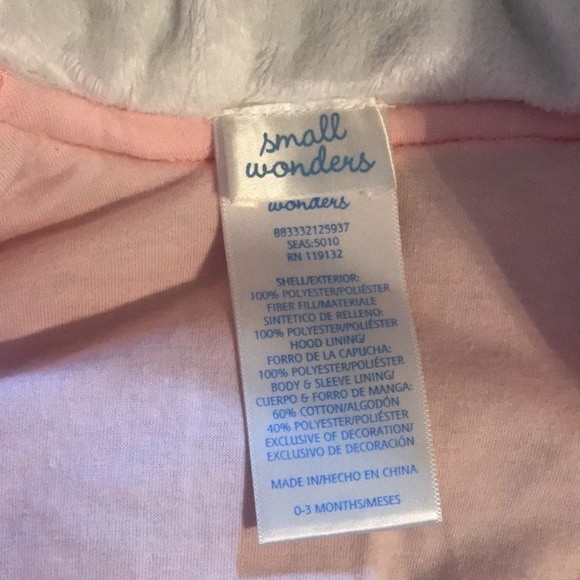 small
wonders
wonders
883332125937
SEAS:5010
RN 119132
SHELL/EXTERIOR:
100% POLYESTER/POLIÉSTER
FIBER FILL/MATERIALE
SINTETICO DE RELLENO:
100% POLYESTER/POLIÉSTER
HOOD LINING/
FORRO DE LA CAPUCHA:
100% POLYESTER/POLIÉSTER
BODY & SLEEVE LINING/
CUERPO & FORRO DE MANGA:
60% COTTON/ALGODÓN
40% POLYESTER/POLIÉSTER
EXCLUSIVE OF DECORATION/
EXCLUSIVO DE DECORACIÓN
MADE IN/HECHO EN CHINA
0-3 MONTHS/MESES